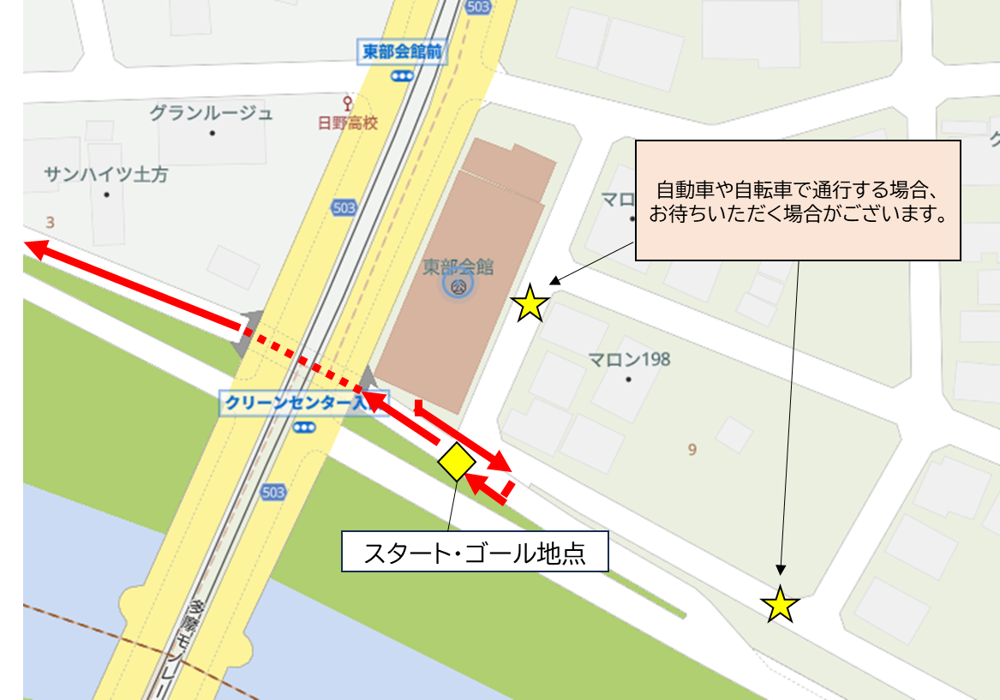 503
東部会館前
日野高校
グランルージュ
サンハイツ土方
3
503
自動車や自転車で通行する場合、
お待ちいただく場合がございます。
マロ
東部会館
マロン198
クリーンセンター入
9
503
スタート・ゴール地点
多摩モノレー